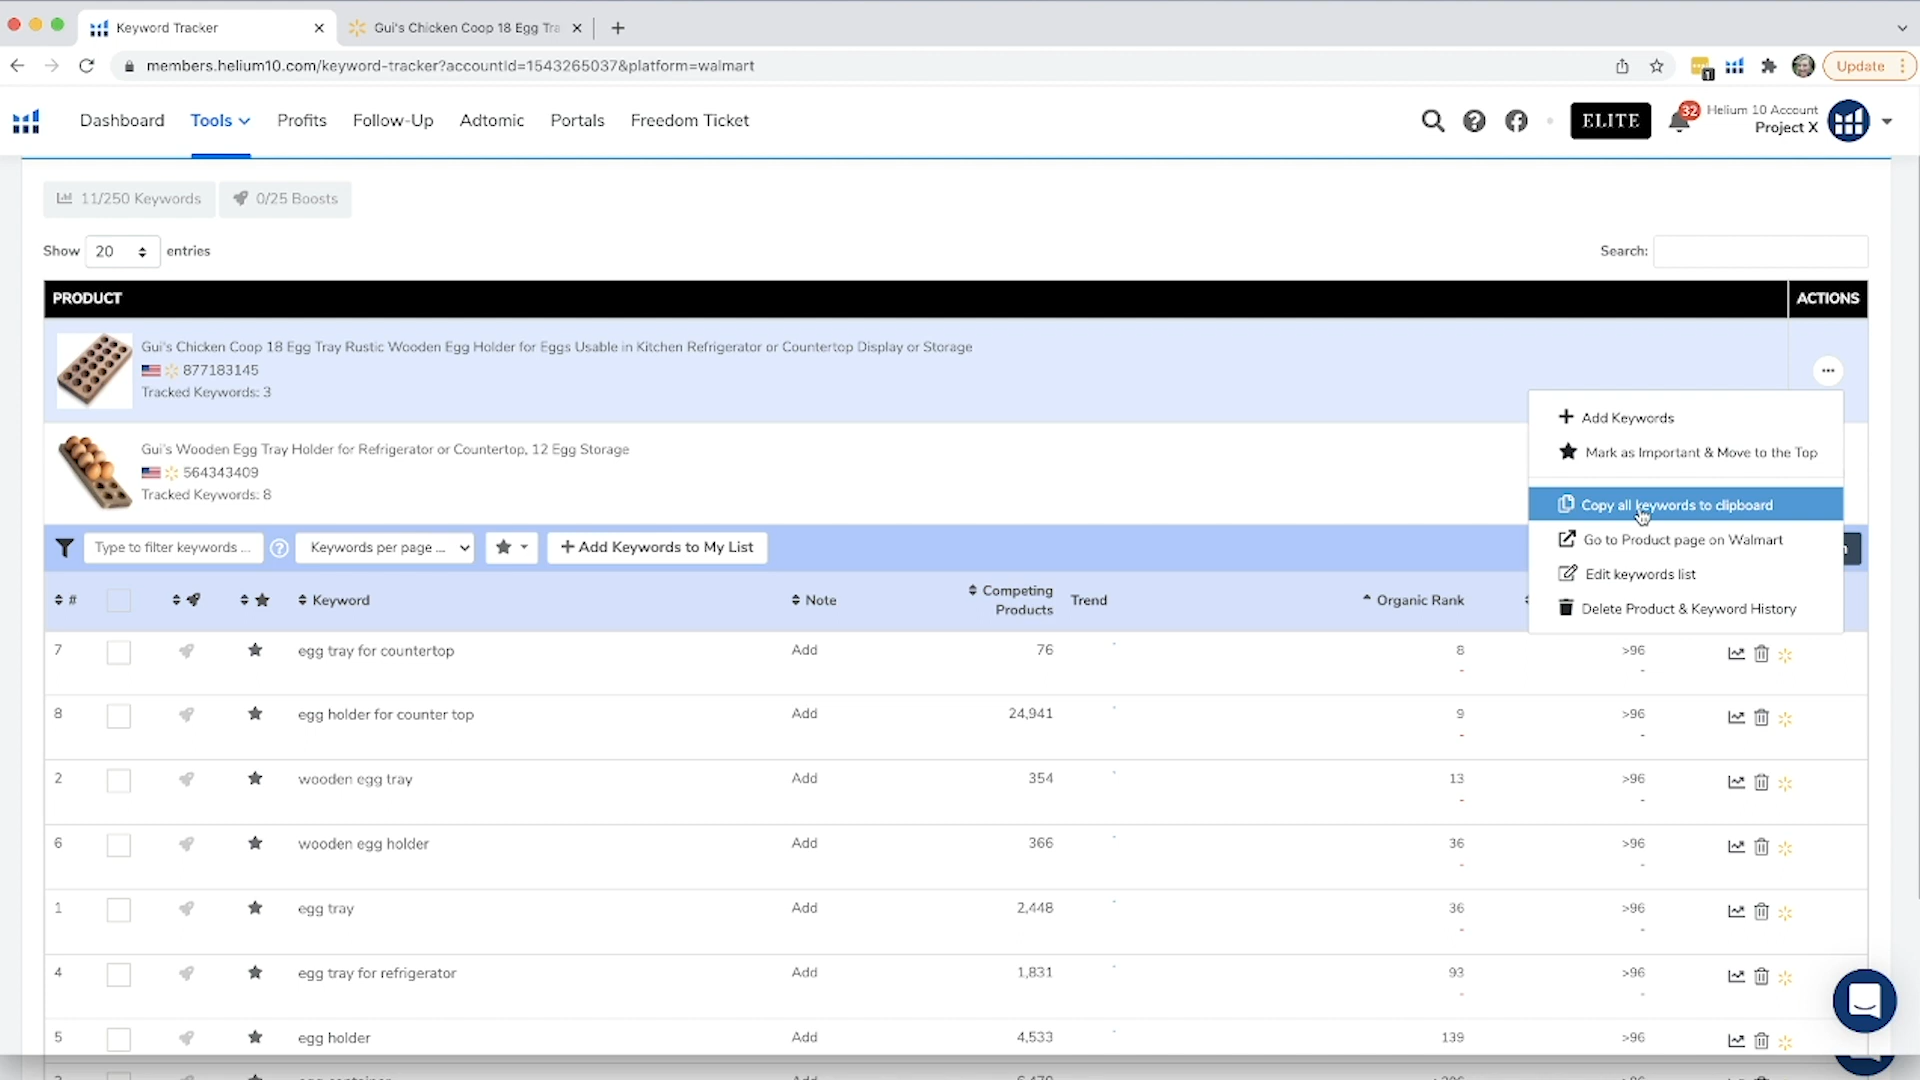 Keyword Tracker
Gui's Chicken Coop 18 Egg Tra
members.helium10.com/keyword-tracker?accountId=1543265037&platform=walmart
1
Update
Dashboard
Tools
Profits
Follow-Up
Adtomic
Portals
Freedom Ticket
ELITE
32
Helium 10 Account
Project X
11/250 Keywords
0/25 Boosts
Show 20 entries
Search:
PRODUCT
ACTIONS
Gui's Chicken Coop 18 Egg Tray Rustic Wooden Egg Holder for Eggs Usable in Kitchen Refrigerator or Countertop Display or Storage
877183145
Tracked Keywords: 3
Gui's Wooden Egg Tray Holder for Refrigerator or Countertop, 12 Egg Storage
564343409
Tracked Keywords: 8
Add Keywords
Mark as Important & Move to the Top
Copy all keywords to clipboard
Go to Product page on Walmart
Edit keywords list
Delete Product & Keyword History
Type to filter keywords ...
Keywords per page ...
+ Add Keywords to My List
#
Keyword
Note
Competing Products
Trend
Organic Rank
7 egg tray for countertop Add 76 8 >96
- -
8 egg holder for counter top Add 24,941 9 >96
- -
2 wooden egg tray Add 354 13 >96
- -
6 wooden egg holder Add 366 36 >96
- -
1 egg tray Add 2,448 36 >96
- -
4 egg tray for refrigerator Add 1,831 93 >96
- -
5 egg holder Add 4,533 139 >96